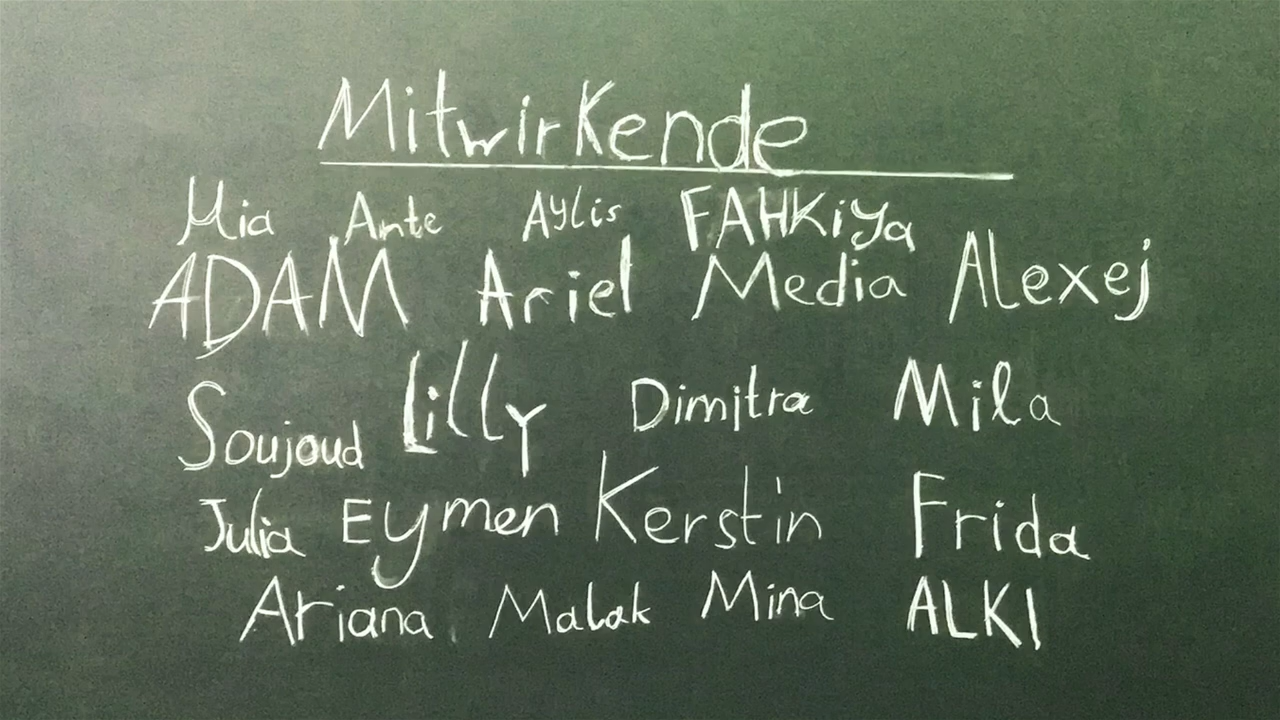 Mitwirkende
Mia Ante Aylis FAHKiya
ADAM Ariel Media Alexej
Soujoud Lilly Dimitra Mila
Julia Eymen Kerstin Frida
Ariana Malak Mina ALKI